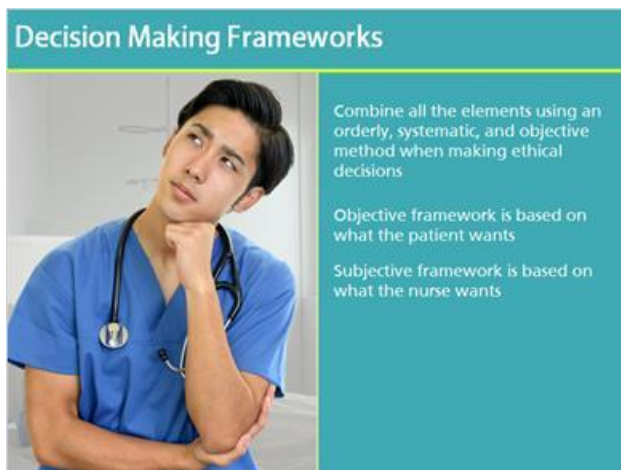 Decision Making Frameworks
Combine all the elements using an
orderly, systematic, and objective
method when making ethical
decisions
Objective framework is based on
what the patient wants
Subjective framework is based on
what the nurse wants